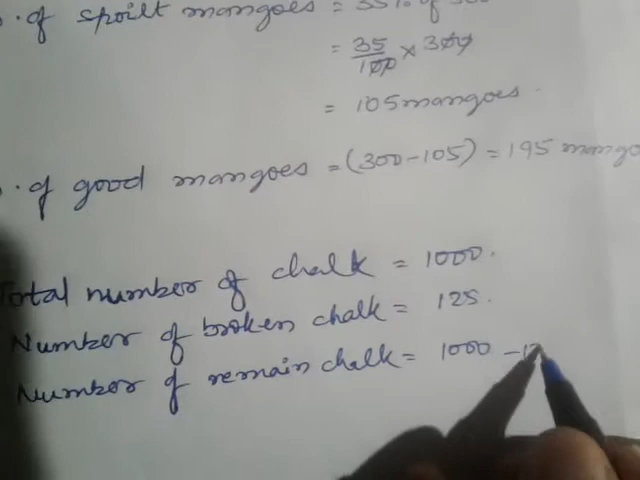 . of spoilt mangoes = 35% of 300
= 35/100 × 300
= 105 mangoes.
. of good mangoes = (300-105) = 195
Total number of chalk = 1000.
Number of broken chalk = 125.
Number of remain chalk = 1000 - 12